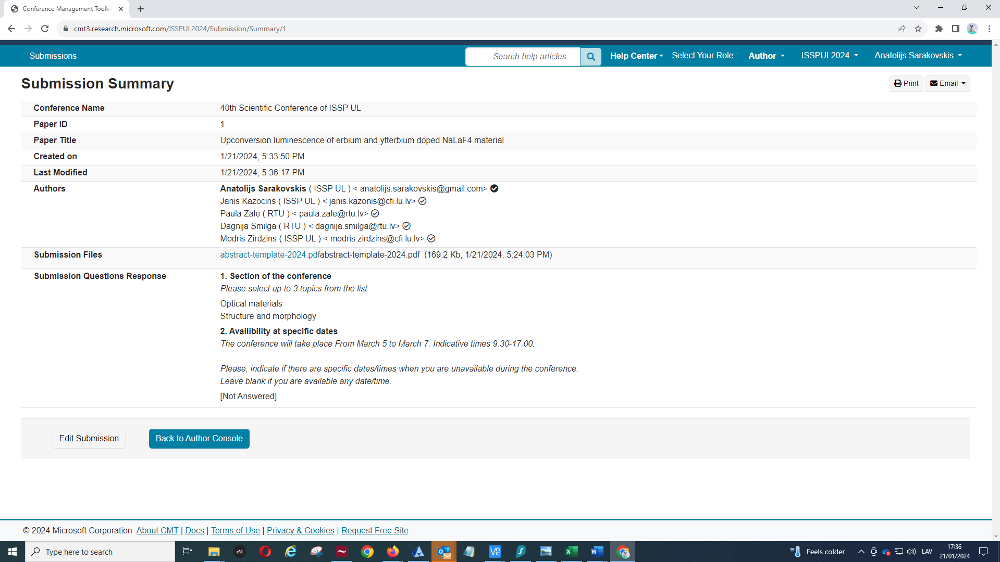 Conference Management Toolki
cmt3.research.microsoft.com/ISSPUL2024/Submission/Summary/1
Submissions
Search help articles
Help Center
Select Your Role :
Author
ISSPUL2024
Anatolijs Sarakovskis
Submission Summary
Print
Email
Conference Name 40th Scientific Conference of ISSP UL
Paper ID 1
Paper Title Upconversion luminescence of erbium and ytterbium doped NaLaF4 material
Created on 1/21/2024, 5:33:50 PM
Last Modified 1/21/2024, 5:36:17 PM
Authors Anatolijs Sarakovskis ( ISSP UL ) < anatolijs.sarakovskis@gmail.com>
Janis Kazocins ( ISSP UL ) < janis.kazonis@cfi.lu.lv>
Paula Zale ( RTU ) < paula.zale@rtu.lv>
Dagnija Smilga ( RTU ) < dagnija.smilga@rtu.lv>
Modris Zirdzins ( ISSP UL ) < modris.zirdzins@cfi.lu.lv>
Submission Files abstract-template-2024.pdfabstract-template-2024.pdf (169.2 Kb, 1/21/2024, 5:24:03 PM)
Submission Questions Response 1. Section of the conference
Please select up to 3 topics from the list
Optical materials
Structure and morphology
2. Availibility at specific dates
The conference will take place From March 5 to March 7. Indicative times 9.30-17.00.
Please, indicate if there are specific dates/times when you are unavailable during the conference.
Leave blank if you are available any date/time.
[Not Answered]
Edit Submission
Back to Author Console
© 2024 Microsoft Corporation About CMT | Docs | Terms of Use | Privacy & Cookies | Request Free Site
Type here to search
rM
Feels colder
LAV
17:36
21/01/2024